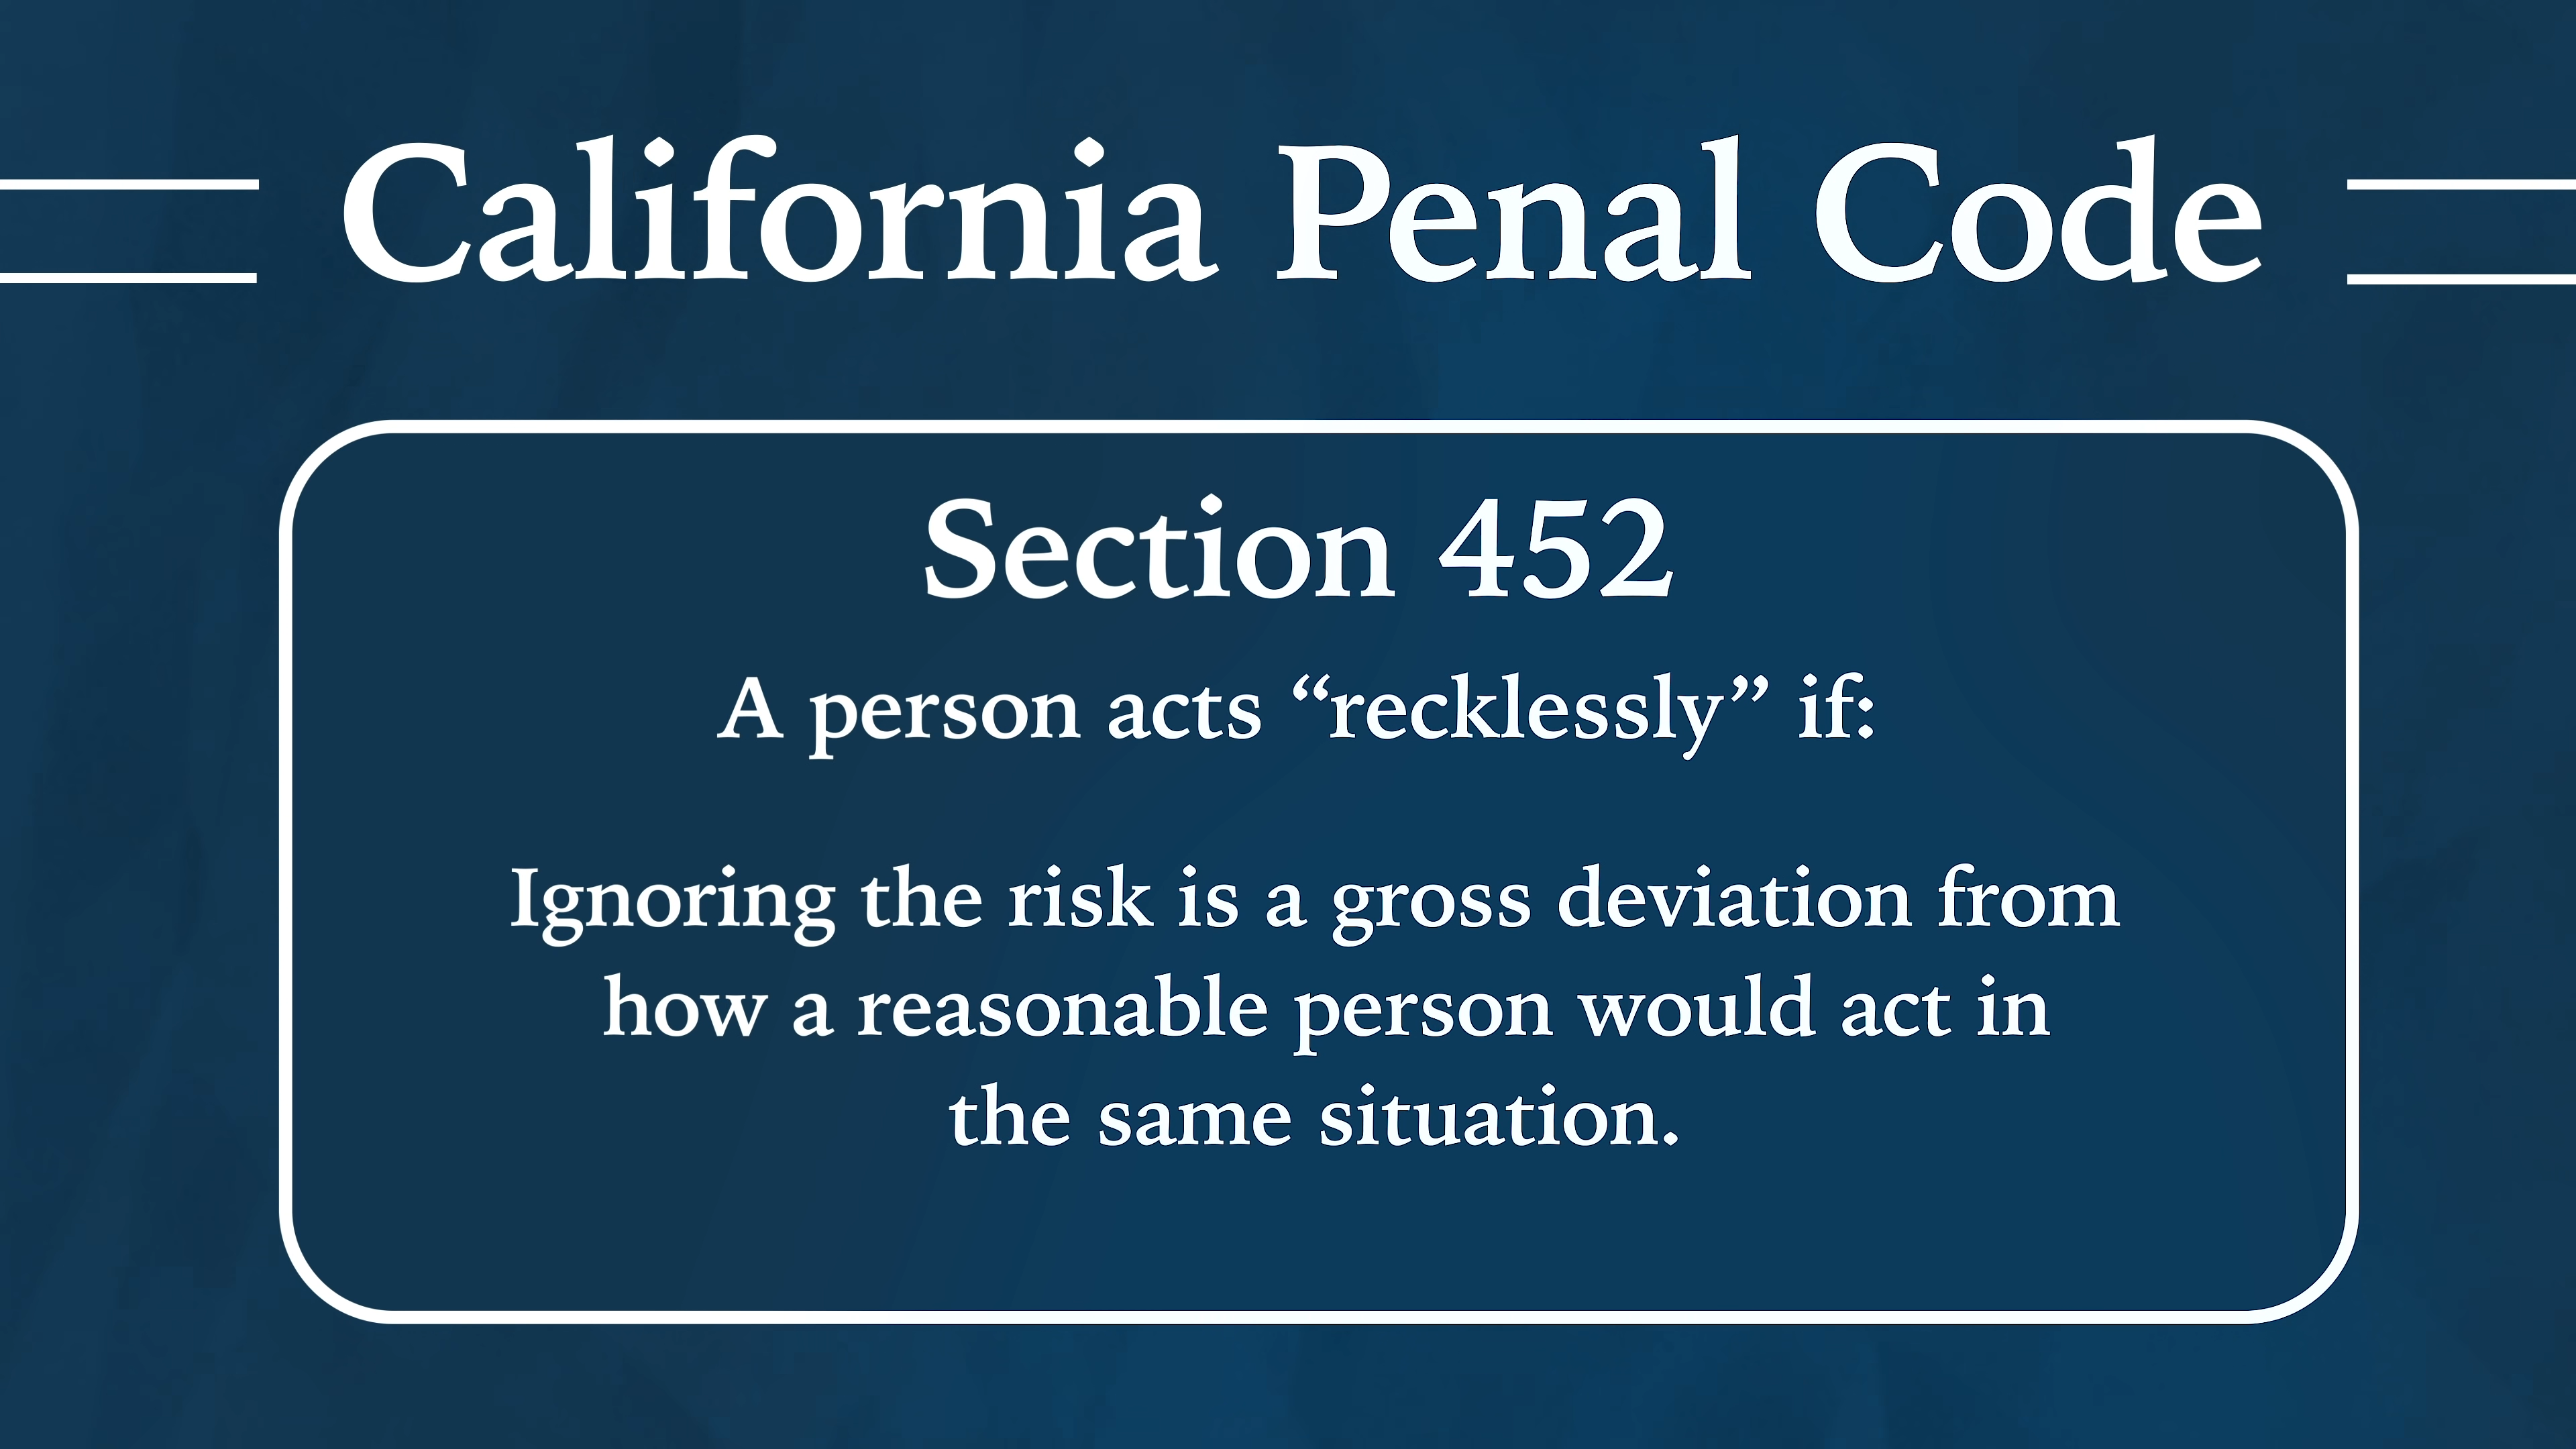 California Penal Code
Section 452
A person acts “recklessly” if:
Ignoring the risk is a gross deviation from
how a reasonable person would act in
the same situation.